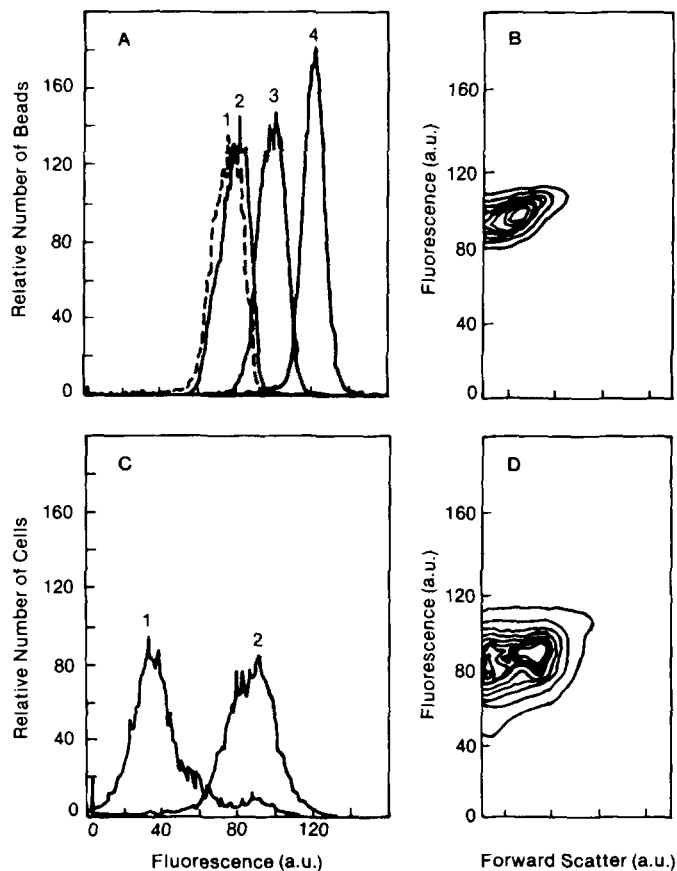 A
1
2
3
4
Relative Number of Beads
160
120
80
40
0
B
Fluorescence (a.u.)
160
120
80
40
0
C
1
2
Relative Number of Cells
160
120
80
40
0
0 40 80 120
Fluorescence (a.u.)
D
Fluorescence (a.u.)
160
120
80
40
0
Forward Scatter (a.u.)